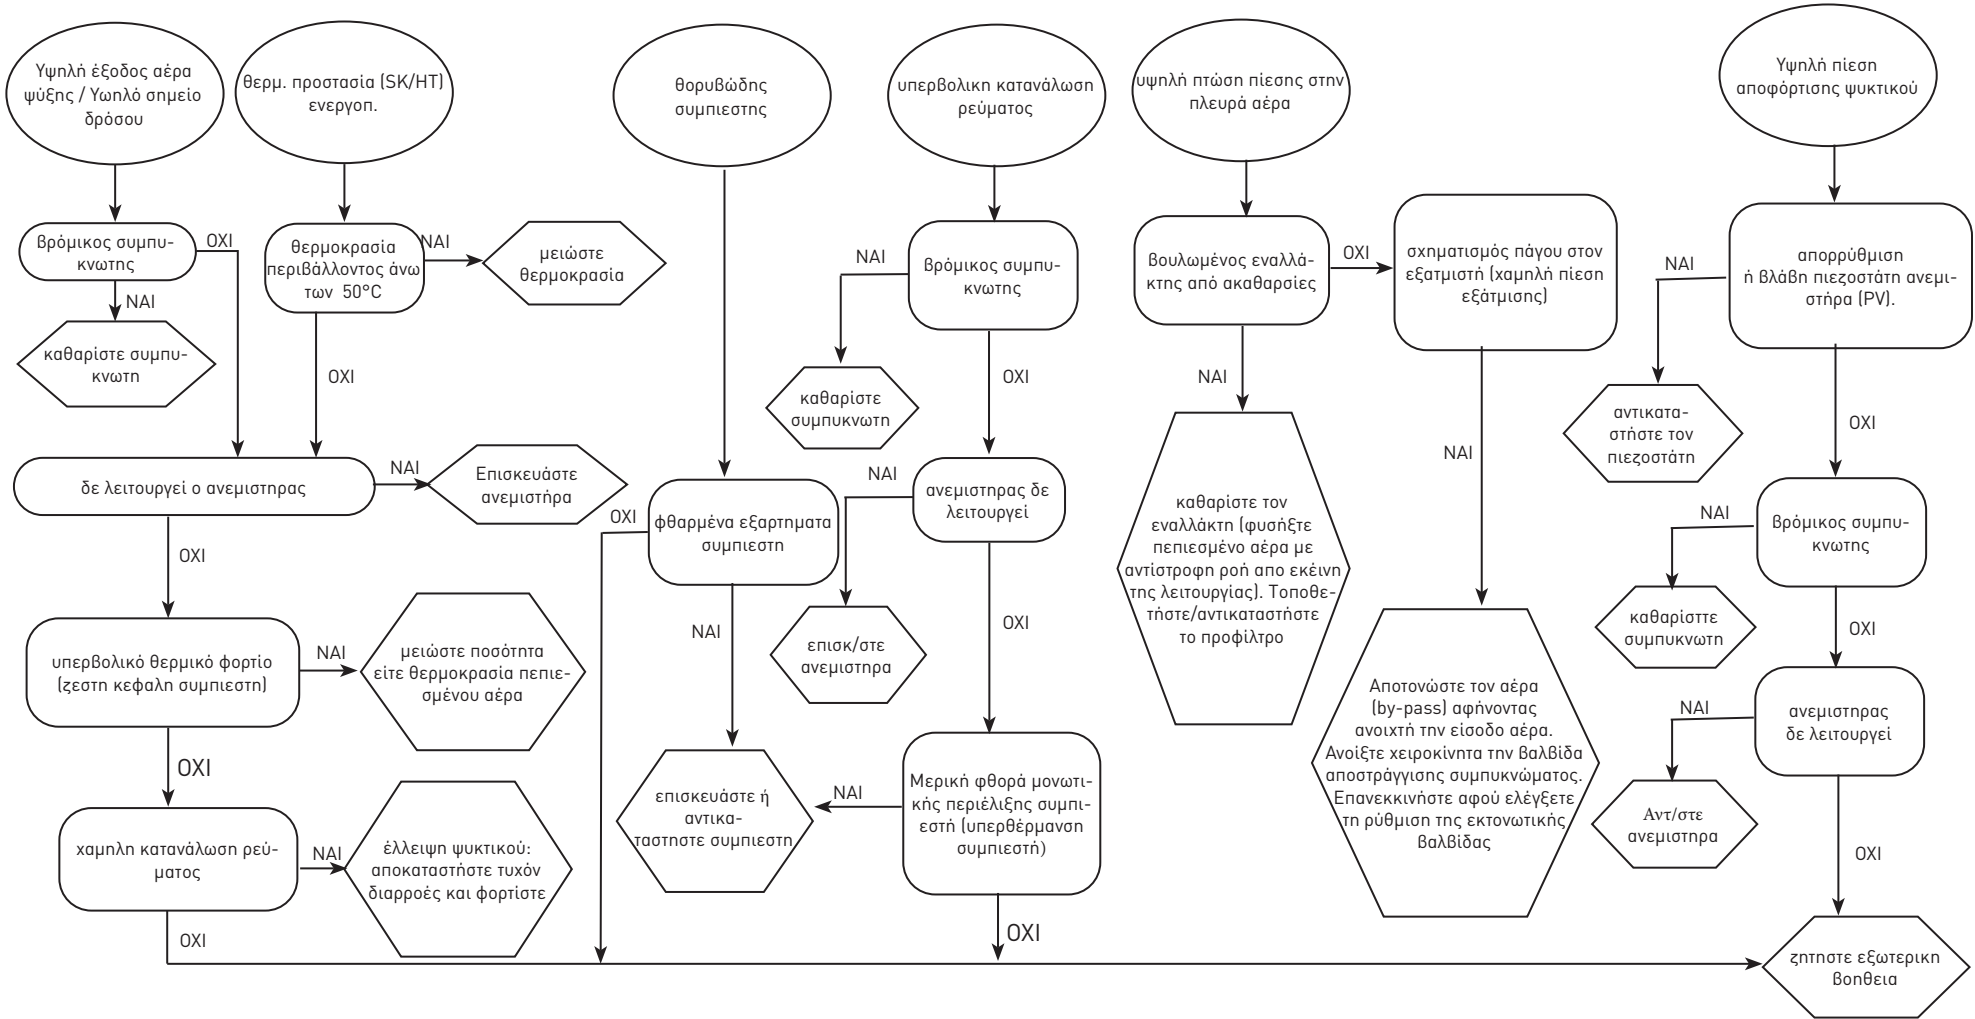 Υψηλή έξοδος αέρα
ψύξης / Υωηλό σημείο
δρόσου
θερμ. προστασία (SK/HT)
ενεργοπ.
θορυβώδης
συμπιεστης
υπερβολικη κατανάλωση
ρεύματος
υψηλή πτώση πίεσης στην
πλευρά αέρα
Υψηλή πίεση
αποφόρτισης ψυκτικού
βρόμικος συμπυ-
κνωτης
ΟΧΙ
ΝΑΙ
καθαρίστε συμπυ-
κνωτη
θερμοκρασία
περιβάλλοντος άνω
των 50°C
ΝΑΙ
μειώστε
θερμοκρασία
ΟΧΙ
δε λειτουργεί ο ανεμιστηρας
ΝΑΙ
Επισκευάστε
ανεμιστήρα
ΟΧΙ
υπερβολικό θερμικό φορτίο
(ζεστη κεφαλη συμπιεστη)
ΝΑΙ
μειώστε ποσότητα
είτε θερμοκρασία πεπιε-
σμένου αέρα
ΟΧΙ
χαμηλη κατανάλωση ρεύ-
ματος
ΝΑΙ
έλλειψη ψυκτικού:
αποκαταστήστε τυχόν
διαρροές και φορτίστε
ΟΧΙ
φθαρμένα εξαρτηματα
συμπιεστη
ΟΧΙ
ΝΑΙ
επισκευάστε ή
αντικα-
ταστηστε συμπιεστη
βρόμικος συμπυ-
κνωτης
ΝΑΙ
καθαρίστε
συμπυκνωτη
ΟΧΙ
ανεμιστηρας δε
λειτουργεί
ΝΑΙ
επισκ/στε
ανεμιστηρα
ΟΧΙ
Μερική φθορά μονωτι-
κής περιέλιξης συμπι-
εστή (υπερθέρμανση
συμπιεστή)
ΝΑΙ
ΟΧΙ
βουλωμένος εναλλά-
κτης από ακαθαρσίες
ΟΧΙ
ΝΑΙ
καθαρίστε τον
εναλλάκτη (φυσήξτε
πεπιεσμένο αέρα με
αντίστροφη ροή απο εκέινη
της λειτουργίας). Τοποθε-
τήστε/αντικαταστήστε
το προφίλτρο
σχηματισμός πάγου στον
εξατμιστή (χαμηλή πίεση
εξάτμισης)
ΝΑΙ
Αποτονώστε τον αέρα
(by-pass) αφήνοντας
ανοιχτή την είσοδο αέρα.
Ανοίξτε χειροκίνητα την βαλβίδα
αποστράγγισης συμπυκνώματος.
Επανεκκινήστε αφού ελέγξετε
τη ρύθμιση της εκτονωτικής
βαλβίδας
απορρύθμιση
ή βλάβη πιεζοστάτη ανεμι-
στήρα (PV).
ΝΑΙ
αντικατα-
στήστε τον
πιεζοστάτη
ΟΧΙ
βρόμικος συμπυ-
κνωτης
ΝΑΙ
καθαρίσττε
συμπυκνωτη
ΟΧΙ
ανεμιστηρας
δε λειτουργεί
ΝΑΙ
Αντ/στε
ανεμιστηρα
ΟΧΙ
ζητηστε εξωτερικη
βοηθεια